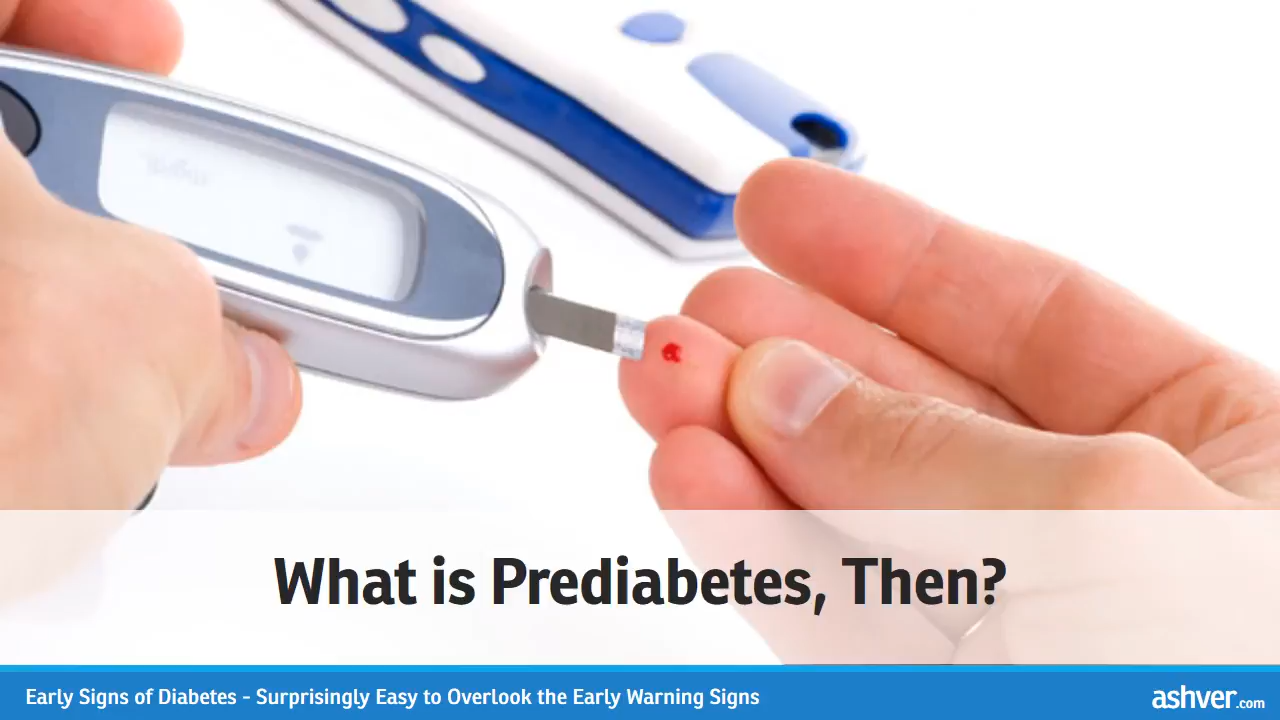 What is Prediabetes, Then?
Early Signs of Diabetes - Surprisingly Easy to Overlook the Early Warning Signs
ashver.com